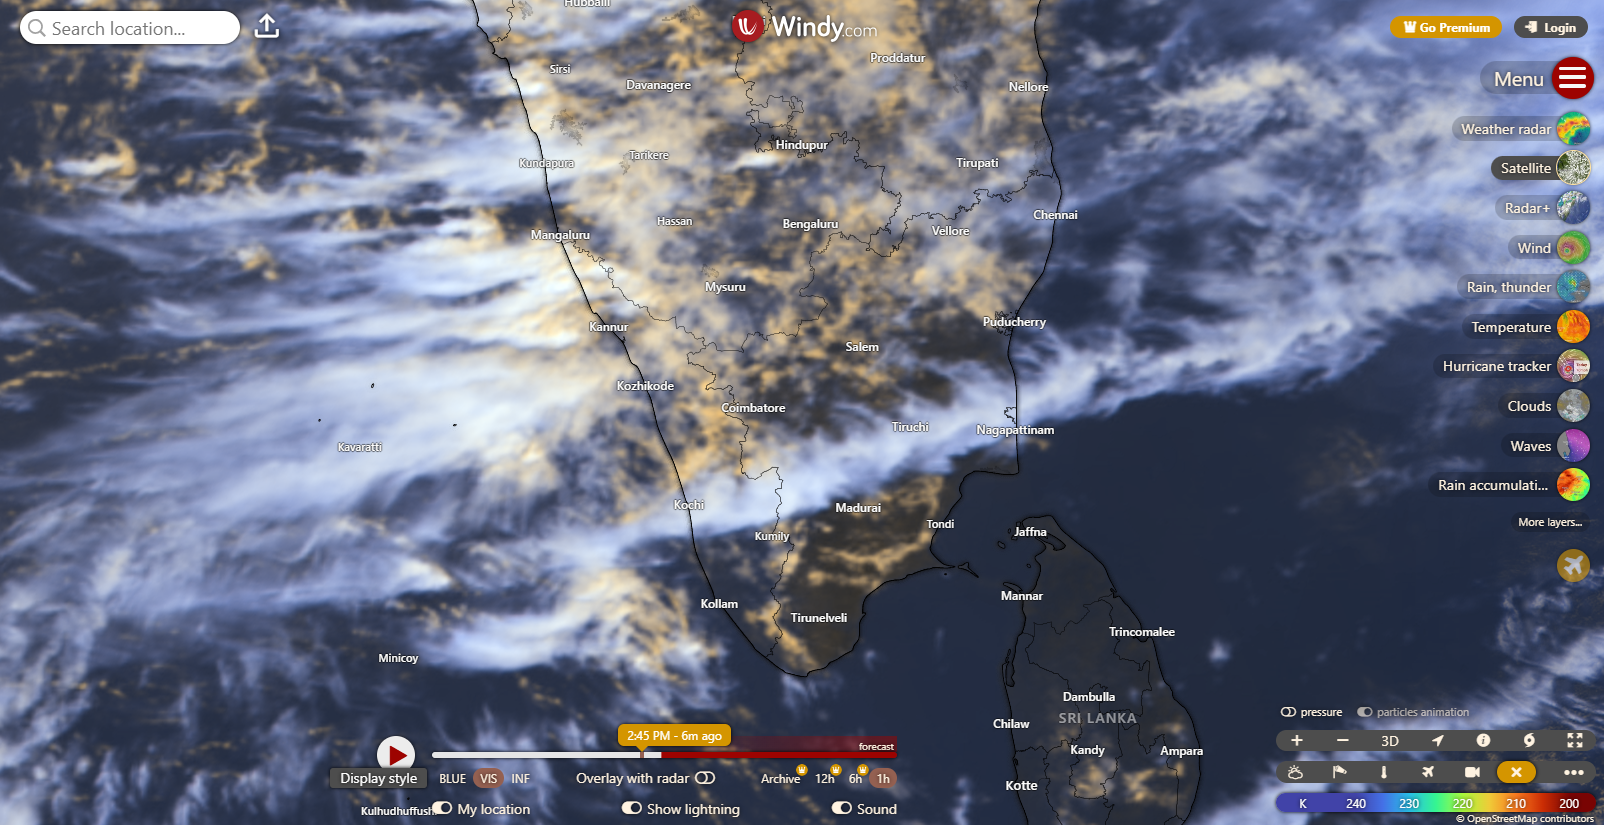 Hubballi
Search location...
Windy.com
Go Premium
Login
Proddatur
Sirsi
Davanagere
Nellore
Menu
Weather radar
Hindupur
Kundapura
Tarikere
Tirupati
Satellite
Radar+
Hassan
Bengaluru
Vellore
Chennai
Mangaluru
Wind
Mysuru
Rain, thunder
Kannur
Puducherry
Temperature
Salem
Hurricane tracker
Kozhikode
Coimbatore
Clouds
Tiruchi
Nagapattinam
Kavaratti
Waves
Rain accumulati...
Kochi
Madurai
Tondi
More layers...
Kumily
Jaffna
Mannar
Kollam
Tirunelveli
Trincomalee
Minicoy
Dambulla
SRI LANKA
Chilaw
pressure
particles animation
2:45 PM - 6m ago
forecast
Kandy
Ampara
3D
Display style
BLUE VIS INF
Overlay with radar
Archive 12h 6h 1h
Kotte
Kulhudhuffush
My location
Show lightning
Sound
K 240 230 220 210 200
© OpenStreetMap contributors